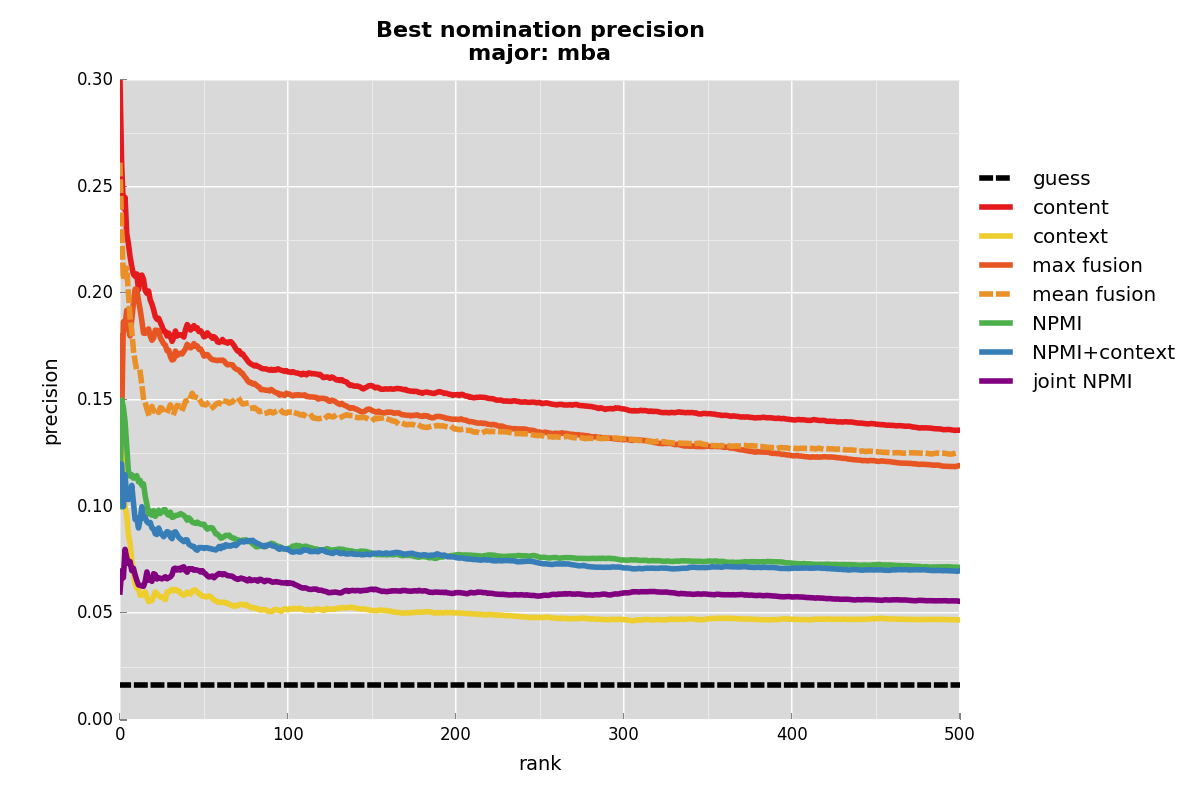 Best nomination precision
major: mba
precision
0.30
0.25
0.20
0.15
0.10
0.05
0.00
0
100
200
300
400
500
rank
guess
content
context
max fusion
mean fusion
NPMI
NPMI+context
joint NPMI